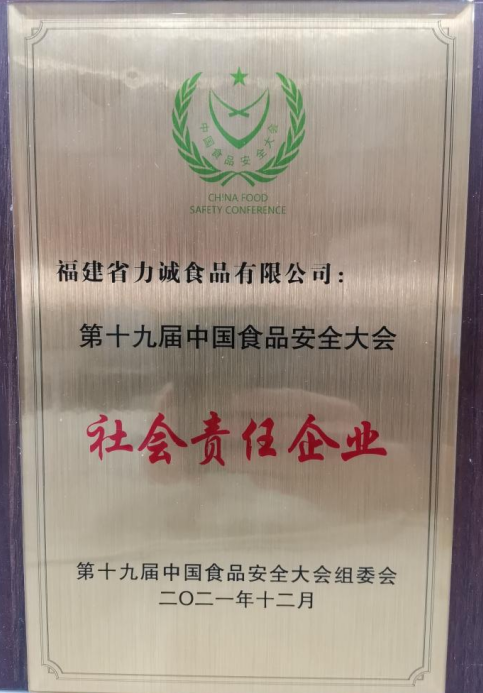 中国食品安全大会
CHINA FOOD
SAFETY CONFERENCE
福建省力诚食品有限公司：
第十九届中国食品安全大会
社会责任企业
第十九届中国食品安全大会组委会
二〇二一年十二月